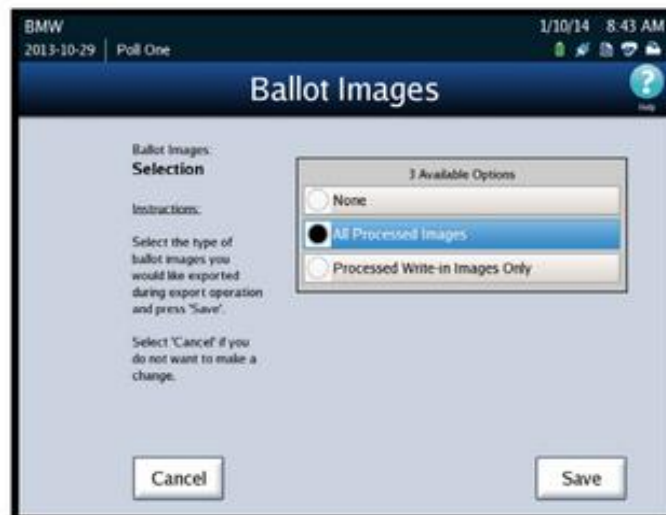 BMW
1/10/14 8:43 AM
2013-10-29 Poll One
Ballot Images
Help
Ballot Images:
Selection
Instructions:
Select the type of
ballot images you
would like exported
during export operation
and press 'Save'.
Select 'Cancel' if you
do not want to make a
change.
3 Available Options
None
All Processed Images
Processed Write-in Images Only
Cancel
Save